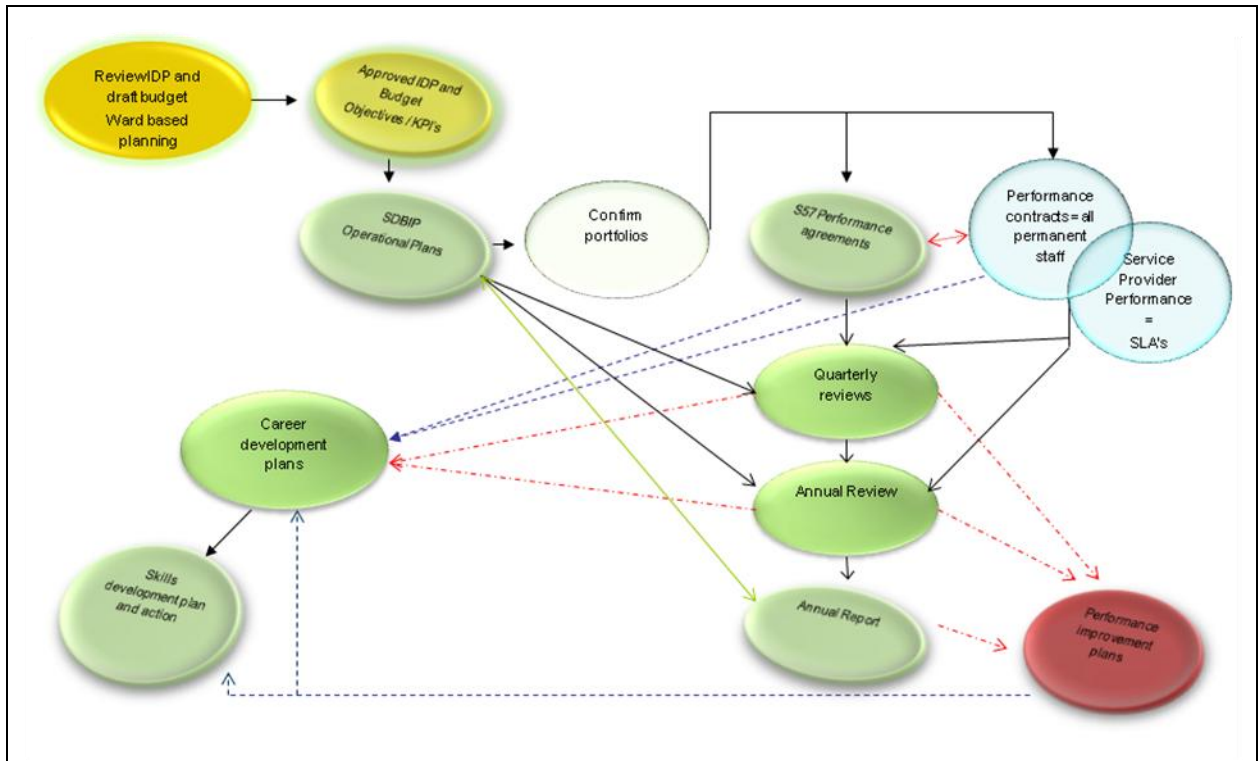 ReviewIDP and
draft budget
Ward based
planning
Approved IDP and
Budget
Objectives / KPI's
SDBIP
Operational Plans
Confirm
portfolios
S57 Performance
agreements
Performance
contracts = all
permanent
staff
Service
Provider
Performance
=
SLA's
Quarterly
reviews
Career
development
plans
Annual Review
Skills
development plan
and action
Annual Report
Performance
improvement
plans